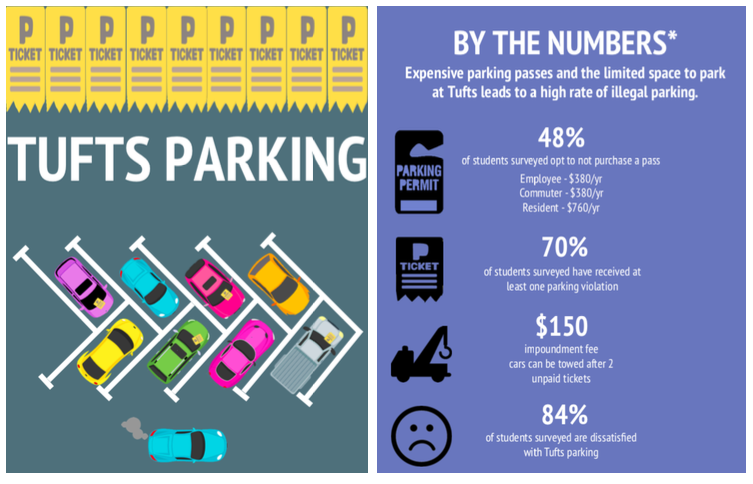 P P P P P P P P P
TICKET TICKET TICKET TICKET TICKET TICKET TICKET TICKET TICKET
TUFTS PARKING
BY THE NUMBERS*
Expensive parking passes and the limited space to park
at Tufts leads to a high rate of illegal parking.
PARKING
PERMIT
48%
of students surveyed opt to not purchase a pass
Employee - $380/yr
Commuter - $380/yr
Resident - $760/yr
P
TICKET
70%
of students surveyed have received at
least one parking violation
$150
impoundment fee
cars can be towed after 2
unpaid tickets
84%
of students surveyed are dissatisfied
with Tufts parking